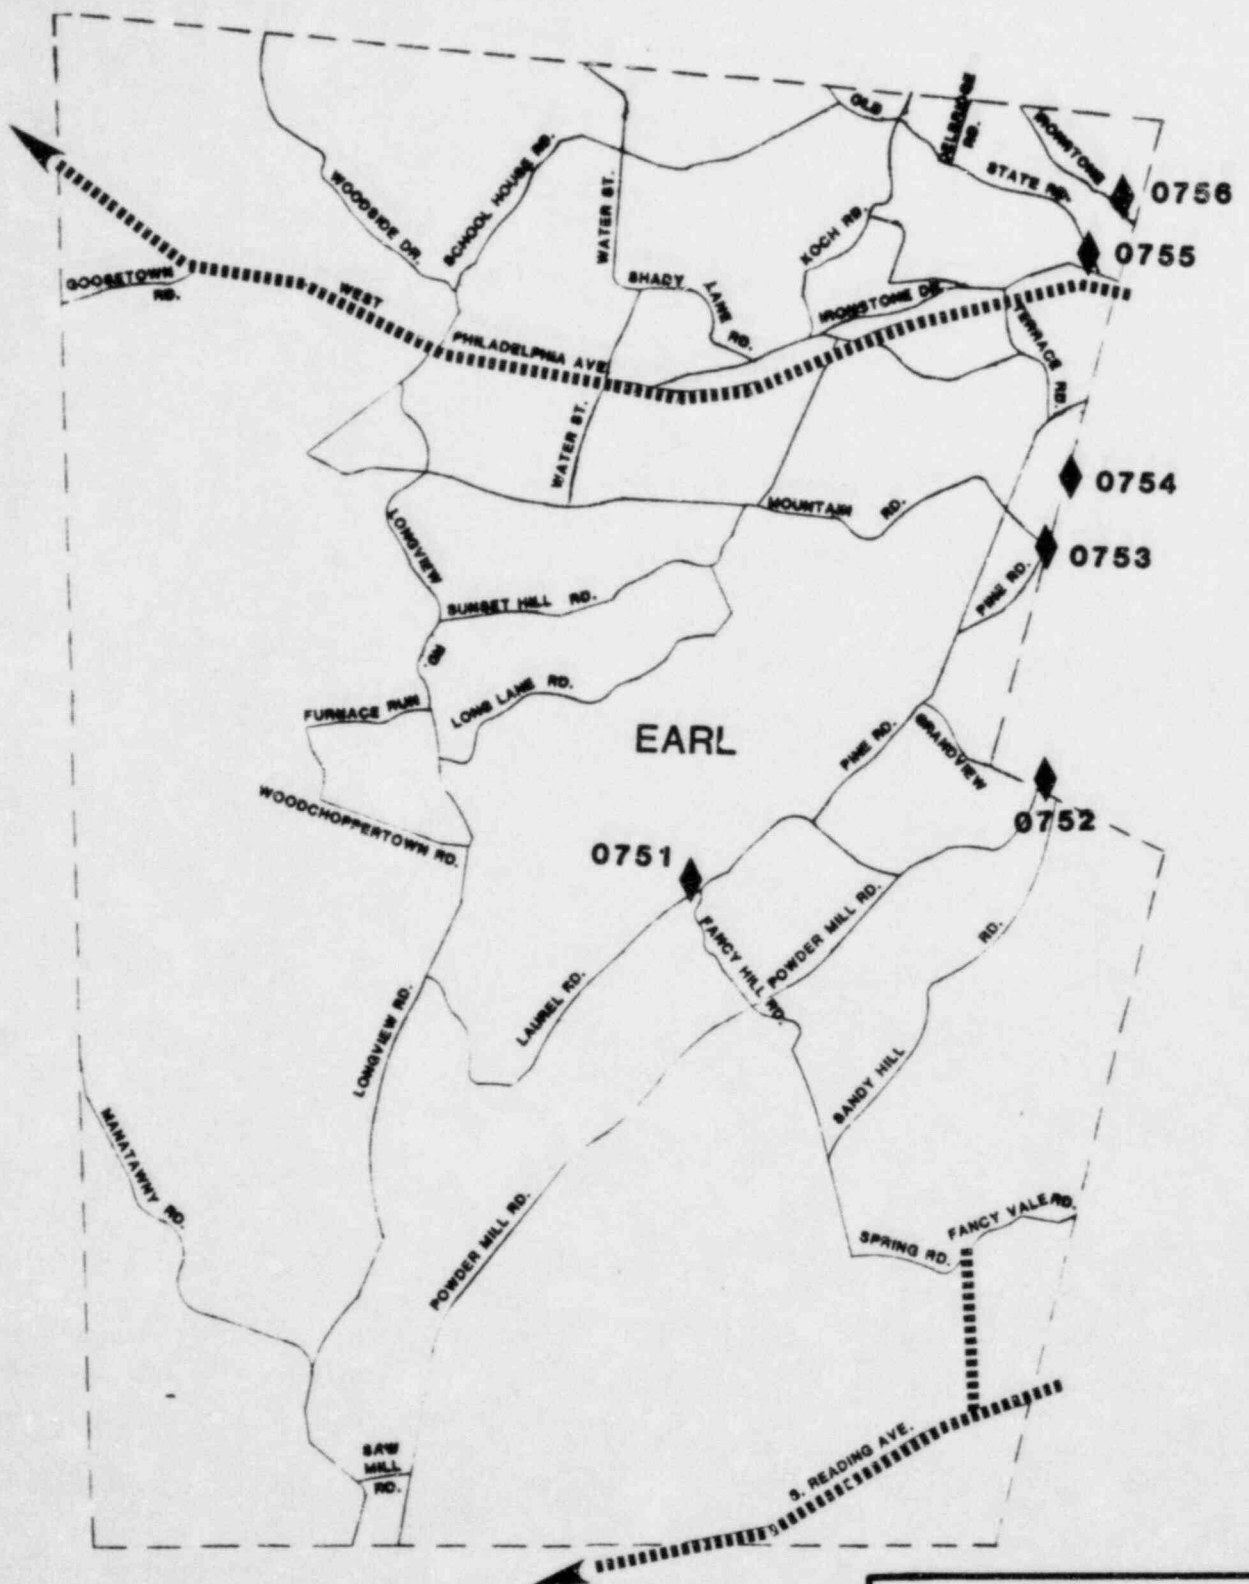 OLD
DELBRIDGE
RD.
IRONSTONE
STATE RD.
0756
0755
WOODSIDE DR.
SCHOOL HOUSE RD.
WATER ST.
KOCH RD.
GOOSETOWN
RD.
WEST
PHILADELPHIA AVE.
SHADY
LANE RD.
IRONSTONE DR.
TERRACE RD.
WATER ST.
0754
MOUNTAIN RD.
0753
LONGVIEW
RD.
SUNSET HILL RD.
PINE RD.
LONG LANE RD.
FURNACE RUN
EARL
PINE RD.
GRANDVIEW
WOODCHOPPERTOWN RD.
0752
0751
FANCY HILL RD.
POWDER MILL RD.
RD.
LAUREL RD.
LONGVIEW RD.
SANDY HILL
MANATAWNY RD.
POWDER MILL RD.
SPRING RD.
FANCY VALE RD.
SAW
MILL
RD.
S. READING AVE.